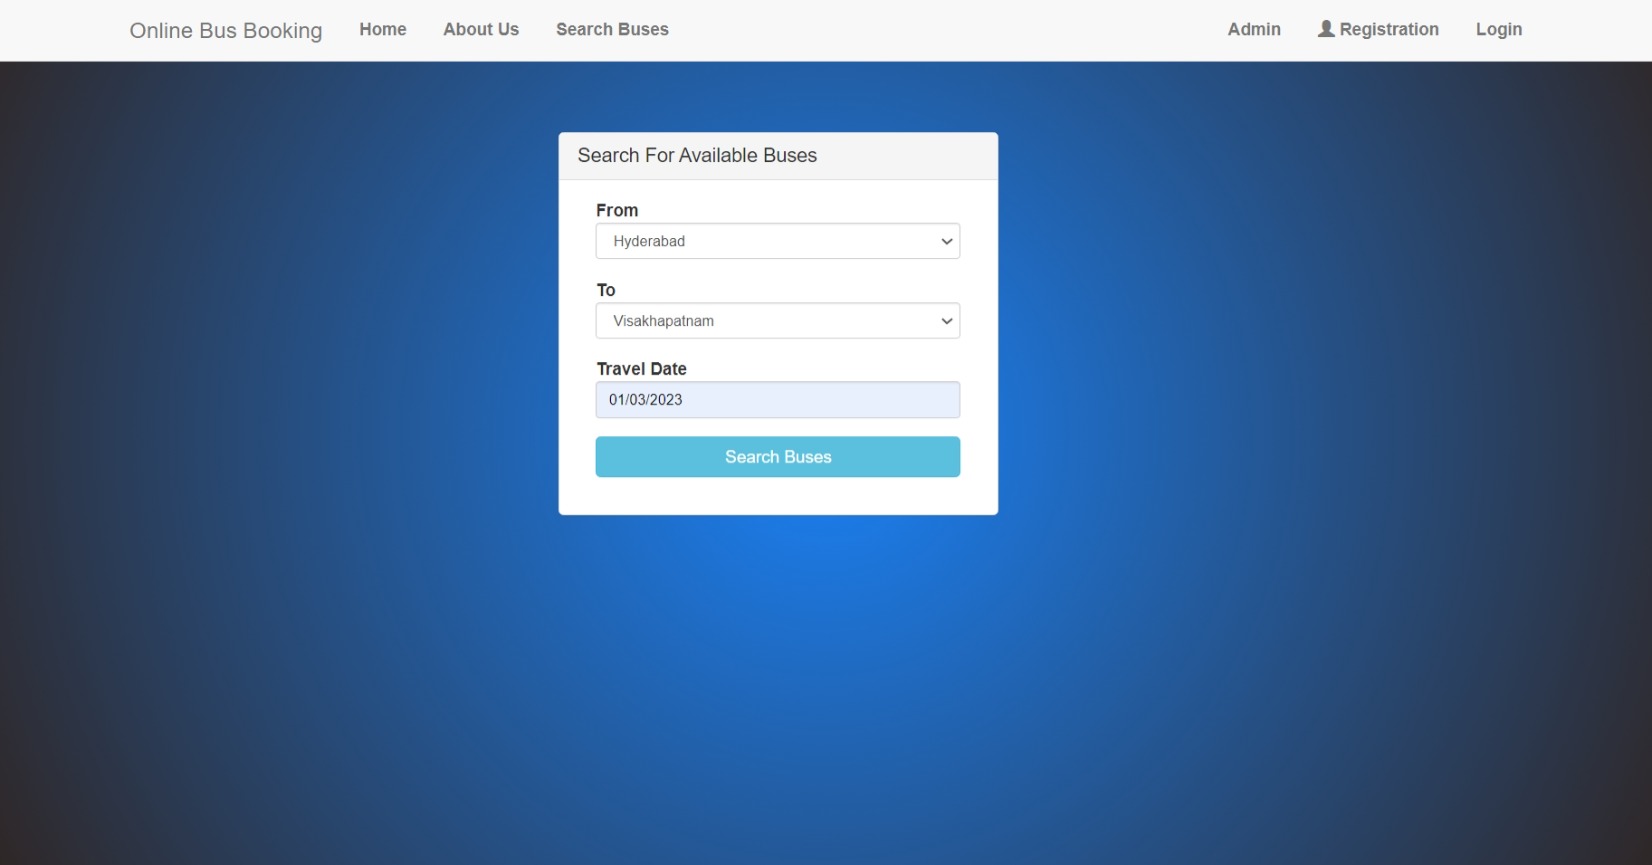 Online Bus Booking Home About Us Search Buses Admin Registration Login
Search For Available Buses
From
Hyderabad
To
Visakhapatnam
Travel Date
01/03/2023
Search Buses